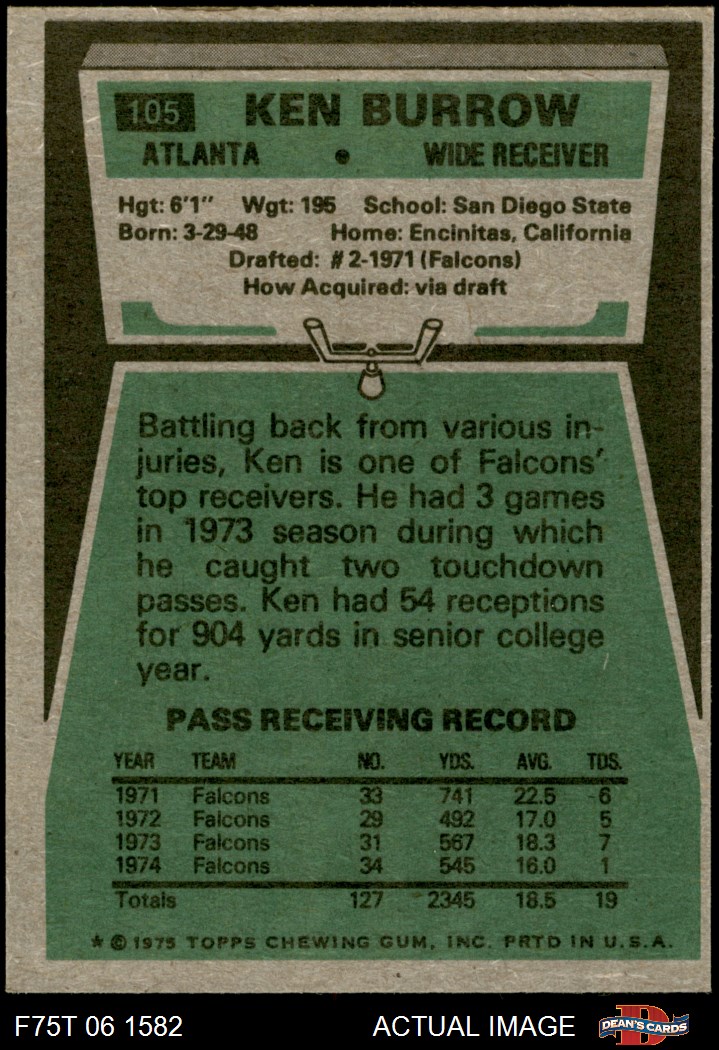 105 KEN BURROW
ATLANTA • WIDE RECEIVER
Hgt: 6'1" Wgt: 195 School: San Diego State
Born: 3-29-48 Home: Encinitas, California
Drafted: #2-1971 (Falcons)
How Acquired: via draft
Battling back from various in-
juries, Ken is one of Falcons'
top receivers. He had 3 games
in 1973 season during which
he caught two touchdown
passes. Ken had 54 receptions
for 904 yards in senior college
year.
PASS RECEIVING RECORD
YEAR TEAM NO. YDS. AVG. TDS.
1971 Falcons 33 741 22.5 6
1972 Falcons 29 492 17.0 5
1973 Falcons 31 567 18.3 7
1974 Falcons 34 545 16.0 1
Totals 127 2345 18.5 19
* © 1975 TOPPS CHEWING GUM, INC. PRTD IN U.S.A.
F75T 06 1582 ACTUAL IMAGE D DEAN'S CARDS